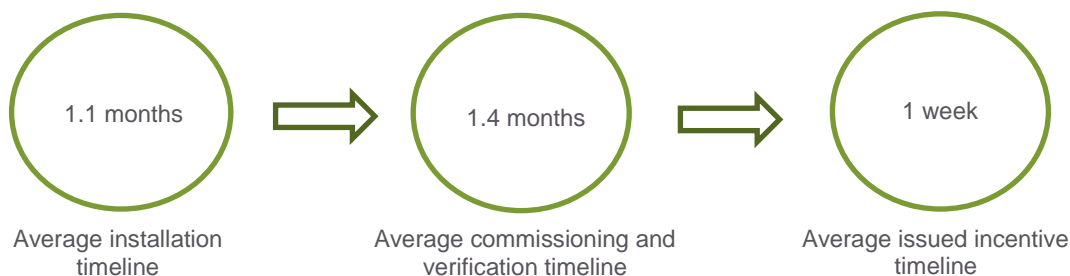 1.1 months
1.4 months
1 week
Average installation
timeline
Average commissioning and
verification timeline
Average issued incentive
timeline